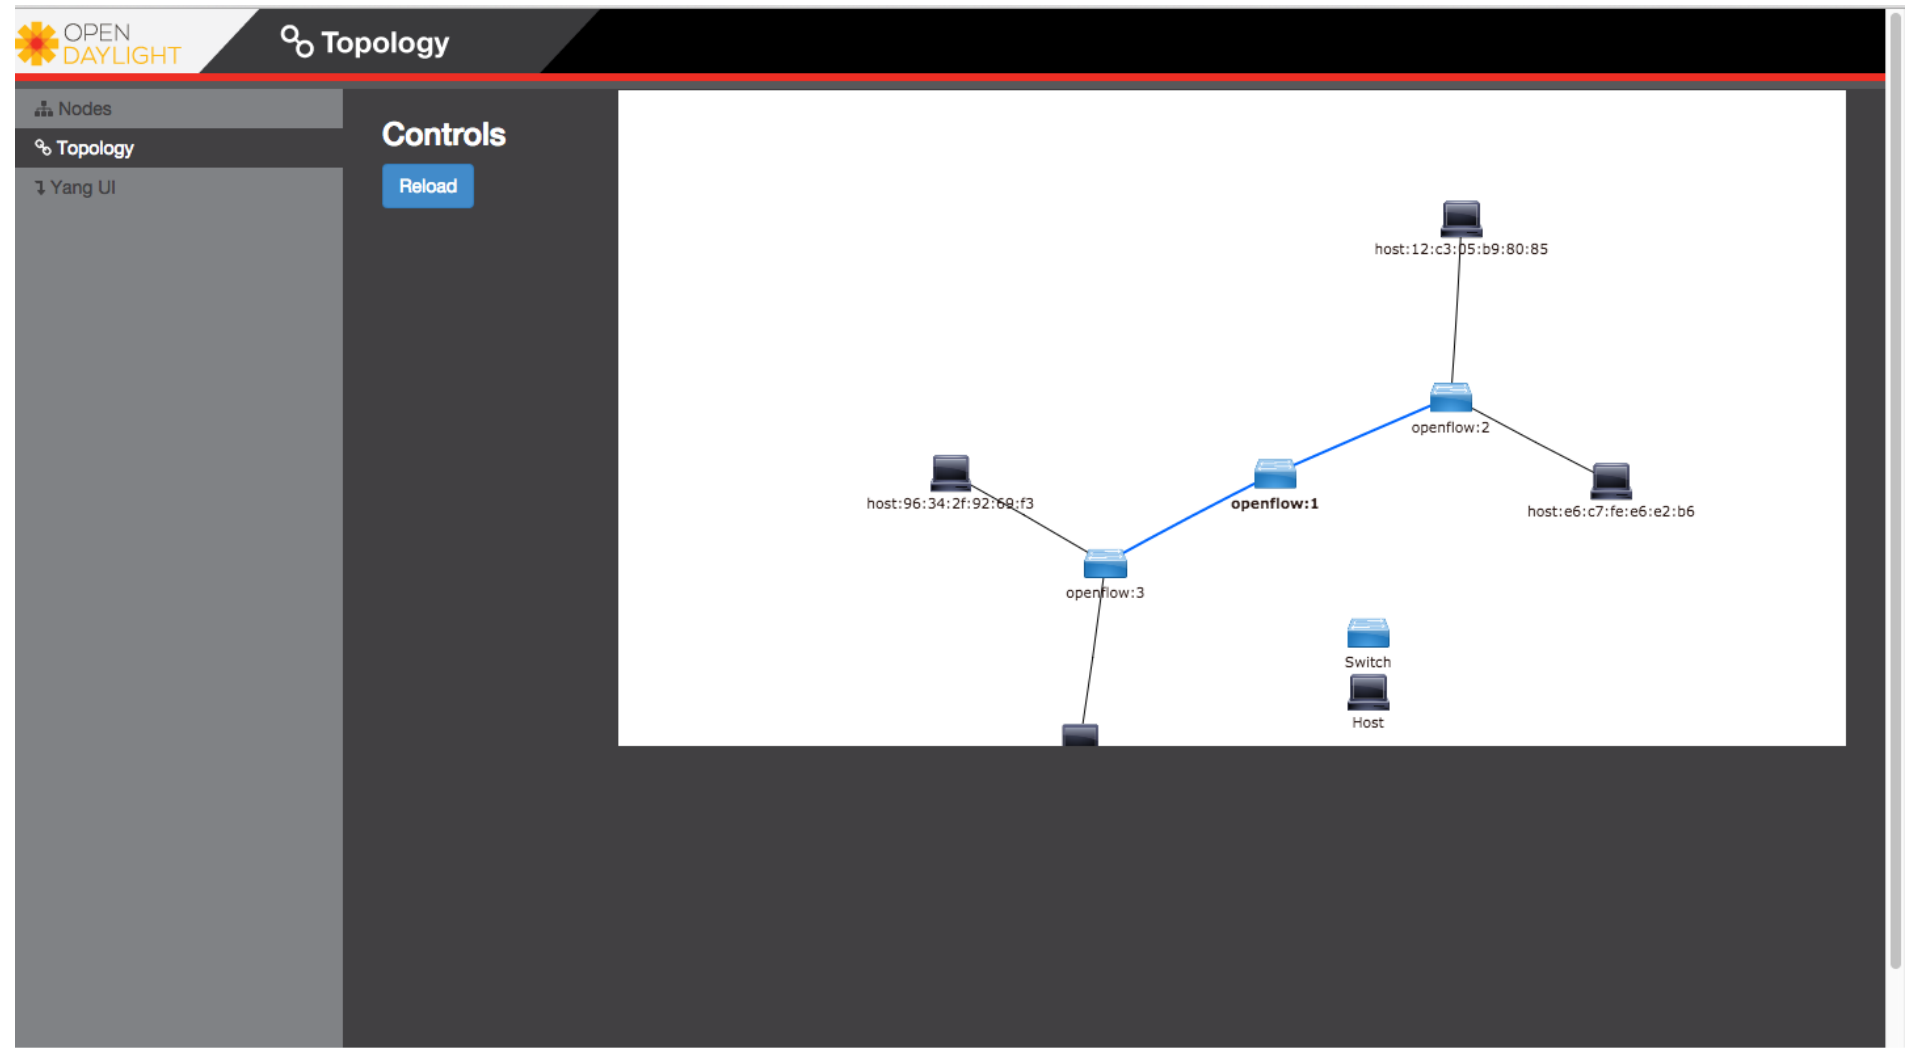 OPEN
DAYLIGHT
Topology
Nodes
Topology
Yang UI
Controls
Reload
host:12:c3:05:b9:80:85
openflow:2
host:96:34:2f:92:69:f3
openflow:1
host:e6:c7:fe:e6:e2:b6
openflow:3
Switch
Host